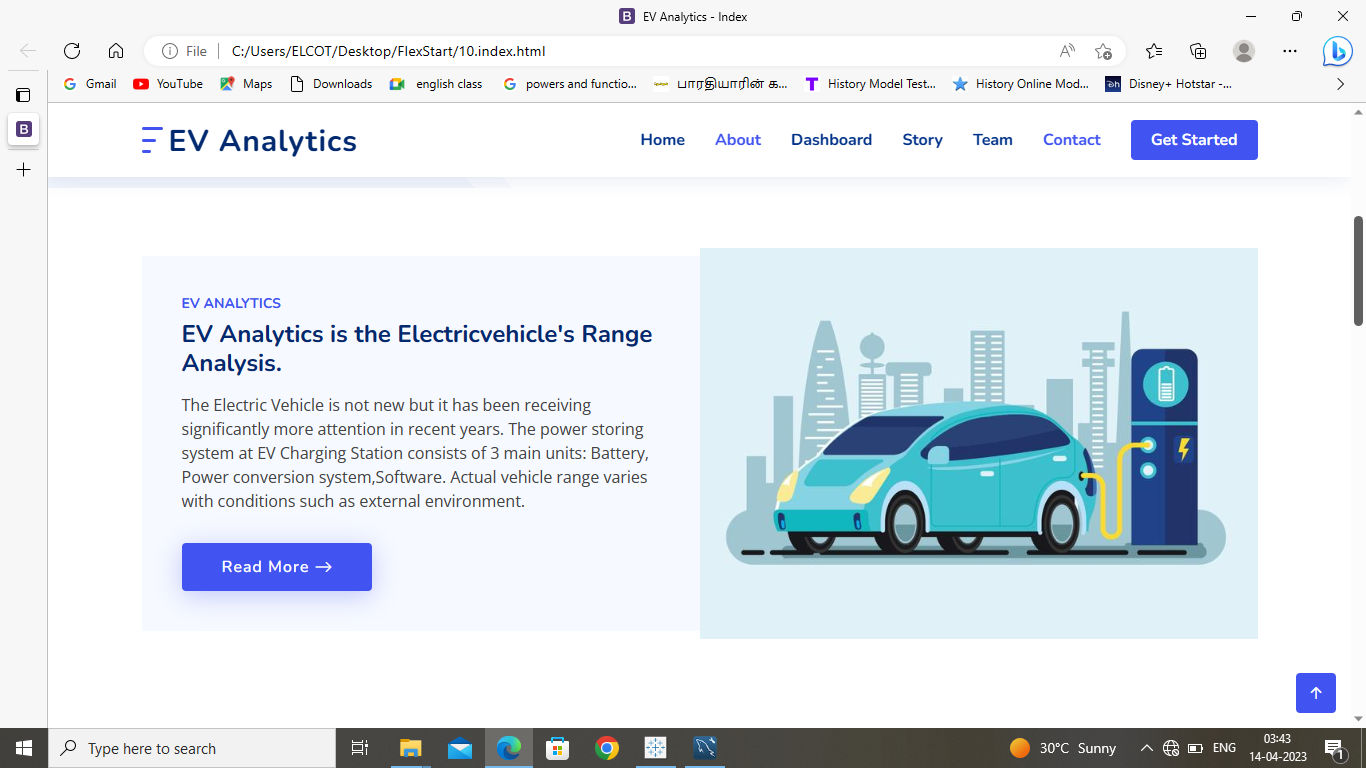 EV Analytics - Index
File
C:/Users/ELCOT/Desktop/FlexStart/10.index.html
Gmail
YouTube
Maps
Downloads
english class
powers and functio...
பாரதியாரின் க...
History Model Test...
History Online Mod...
Disney+ Hotstar -...
EV Analytics
Home
About
Dashboard
Story
Team
Contact
Get Started
EV ANALYTICS
EV Analytics is the Electricvehicle's Range
Analysis.
The Electric Vehicle is not new but it has been receiving
significantly more attention in recent years. The power storing
system at EV Charging Station consists of 3 main units: Battery,
Power conversion system,Software. Actual vehicle range varies
with conditions such as external environment.
Read More →
Type here to search
30°C Sunny
ENG
03:43
14-04-2023
1